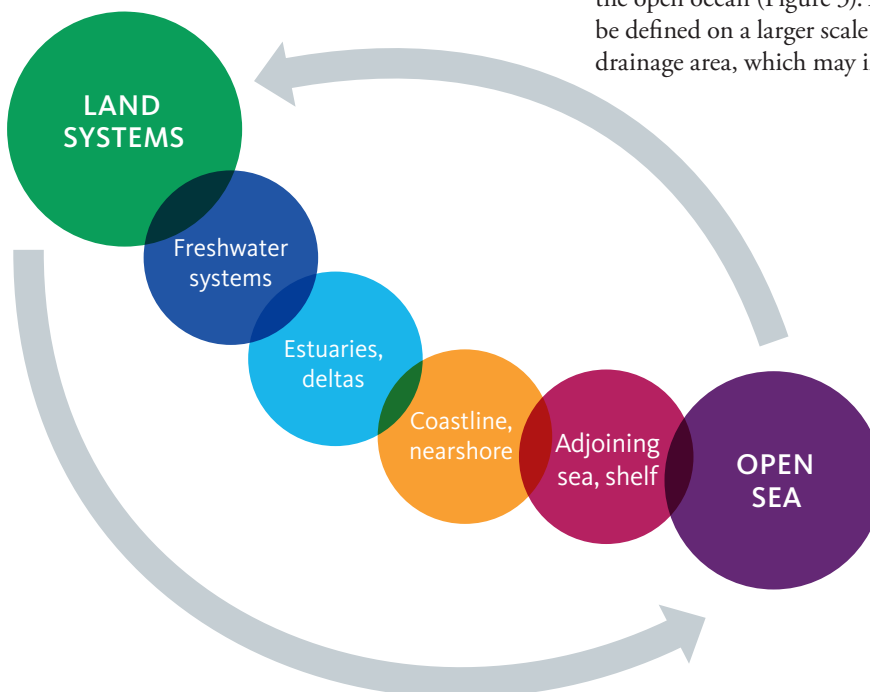 the open ocean (Figure 3).
be defined on a larger scale
drainage area, which may i
LAND
SYSTEMS
Freshwater
systems
Estuaries,
deltas
Coastline,
nearshore
Adjoining
sea, shelf
OPEN
SEA